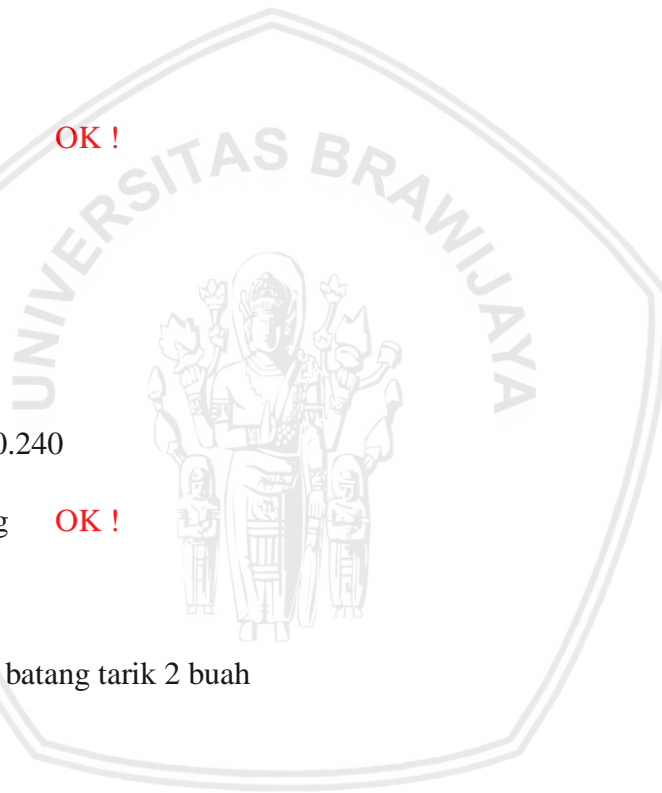 OK !
UNIVERSITAS BRAWIJAYA
0.240
g OK !
batang tarik 2 buah